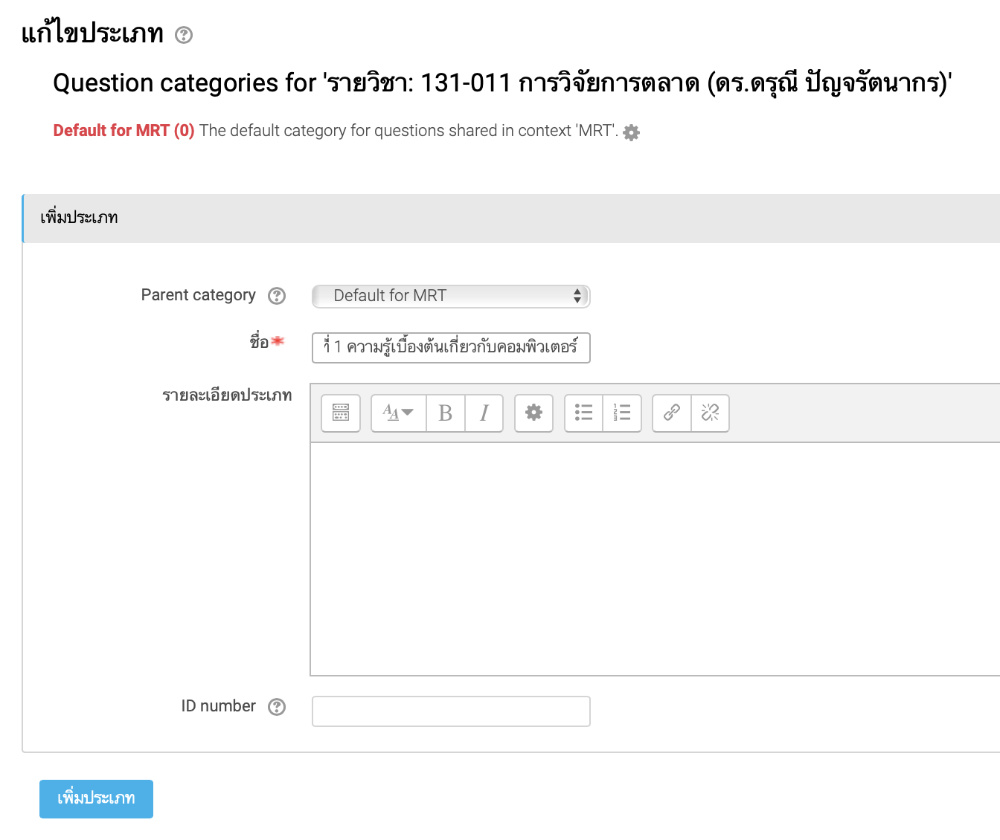 แก้ไขประเภท
Question categories for 'รายวิชา: 131-011 การวิจัยการตลาด (ดร.ดรุณี ปัญจรัตนากร)'
Default for MRT (0) The default category for questions shared in context 'MRT'.
เพิ่มประเภท
Parent category Default for MRT
ชื่อ* ที่ 1 ความรู้เบื้องต้นเกี่ยวกับคอมพิวเตอร์
รายละเอียดประเภท
B I
ID number
เพิ่มประเภท